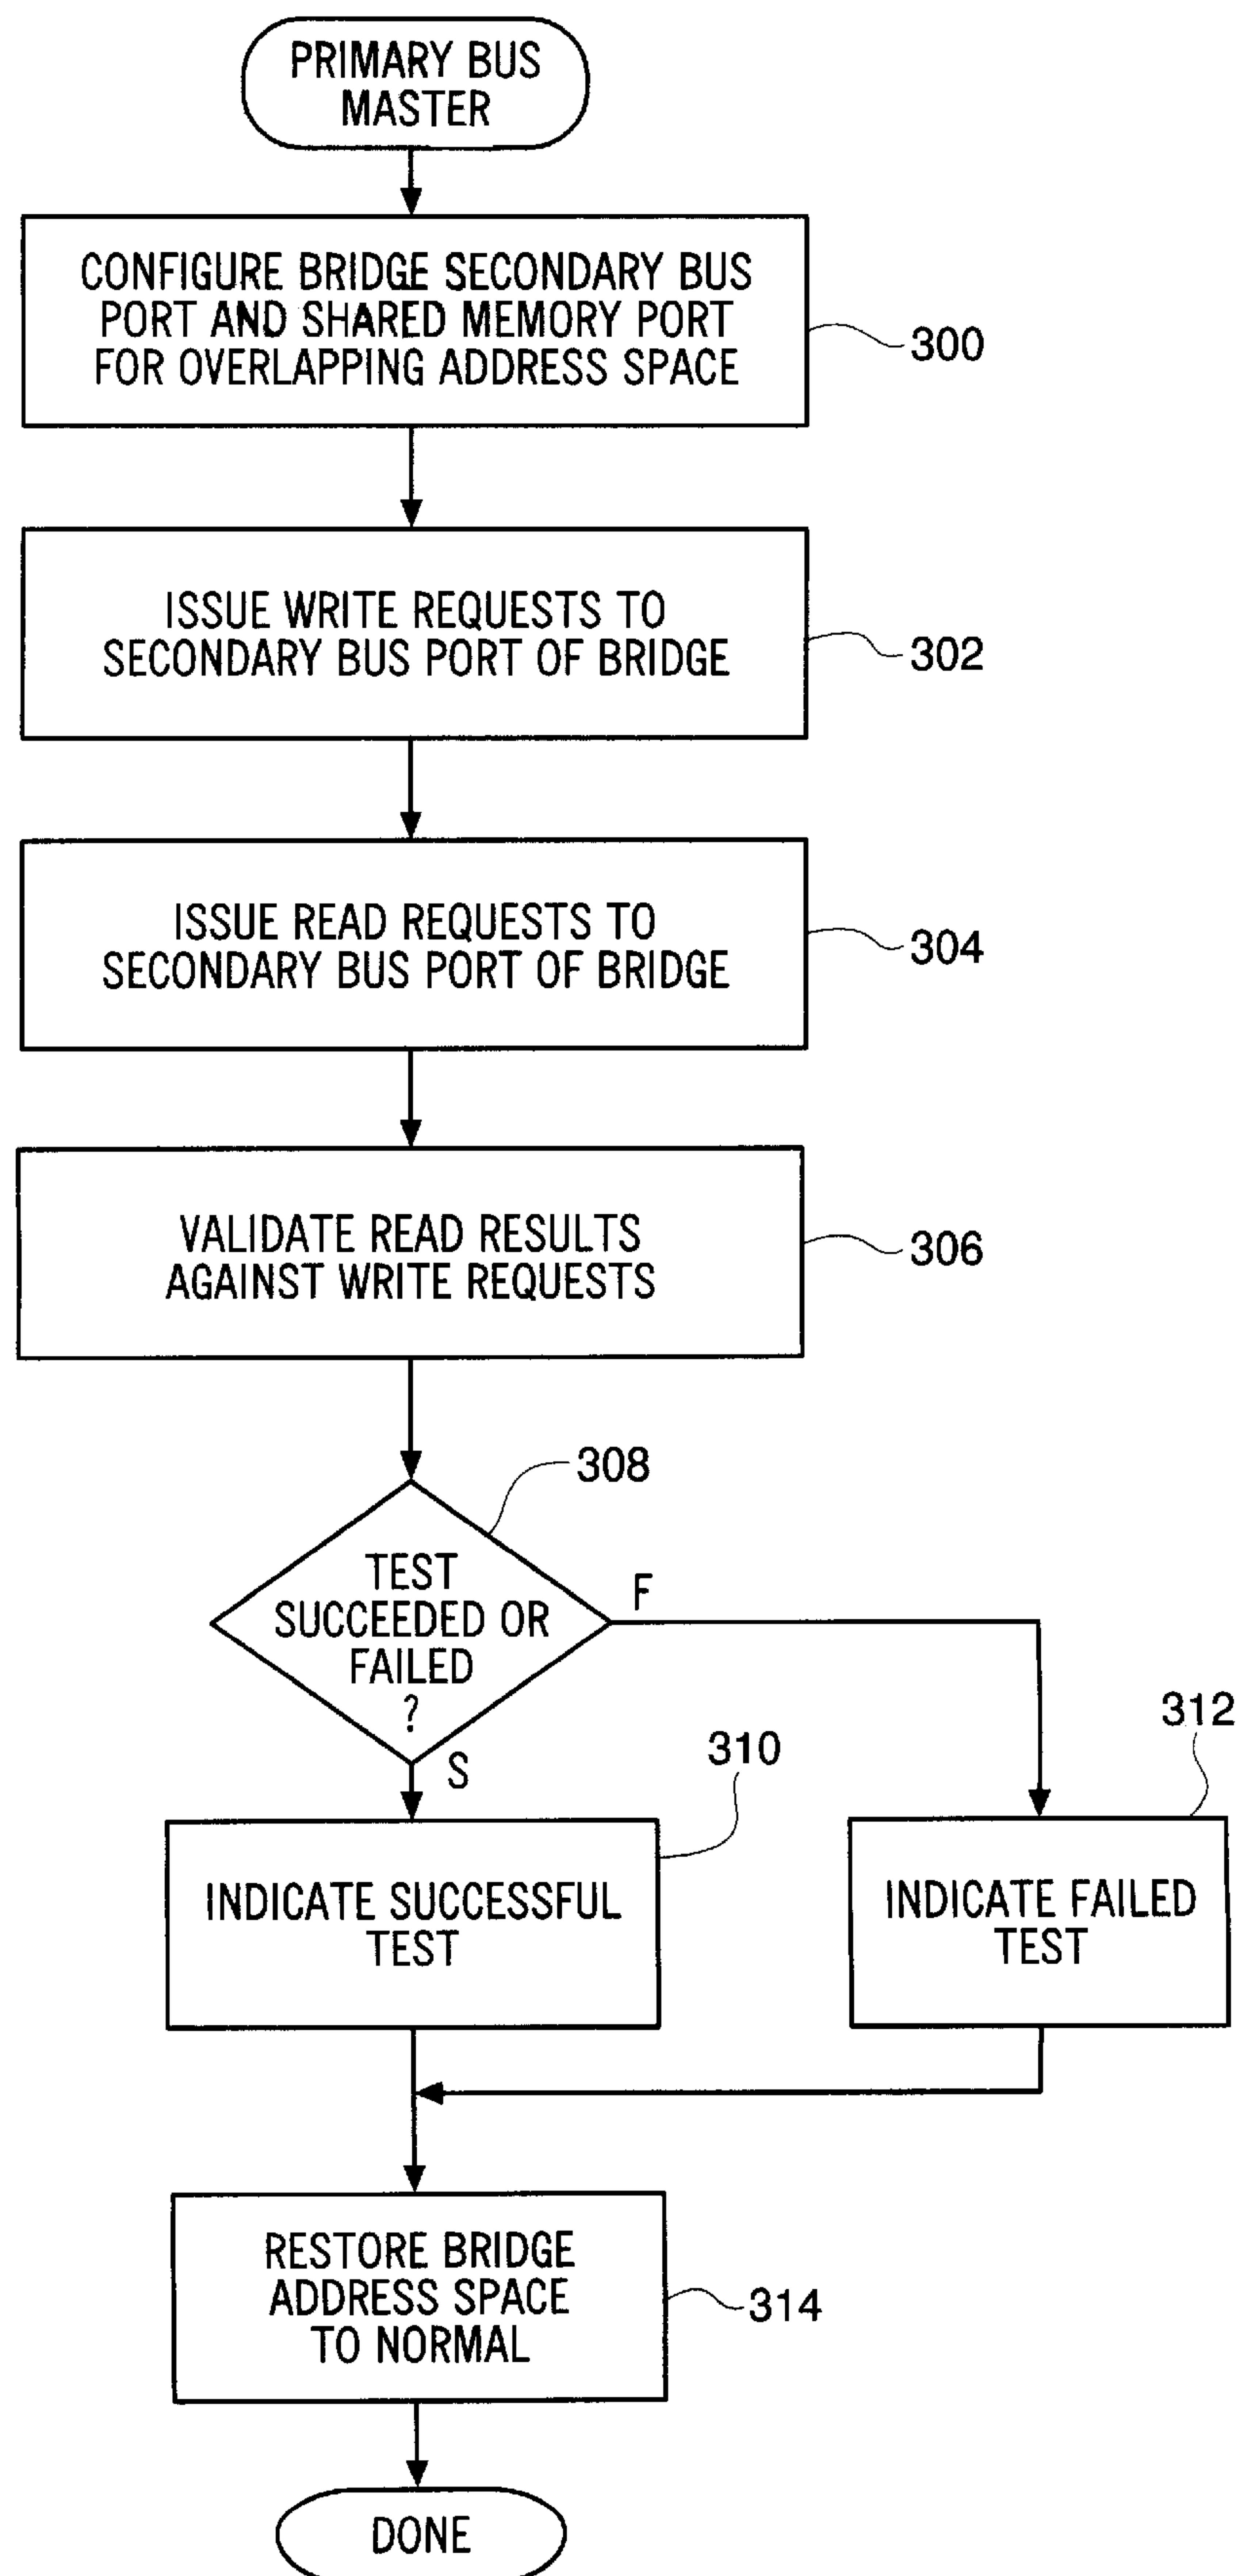 PRIMARY BUS
MASTER
CONFIGURE BRIDGE SECONDARY BUS
PORT AND SHARED MEMORY PORT
FOR OVERLAPPING ADDRESS SPACE
300
ISSUE WRITE REQUESTS TO
SECONDARY BUS PORT OF BRIDGE
302
ISSUE READ REQUESTS TO
SECONDARY BUS PORT OF BRIDGE
304
VALIDATE READ RESULTS
AGAINST WRITE REQUESTS
306
308
TEST
SUCCEEDED OR
FAILED
?
F
S
310
312
INDICATE SUCCESSFUL
TEST
INDICATE FAILED
TEST
RESTORE BRIDGE
ADDRESS SPACE
TO NORMAL
314
DONE